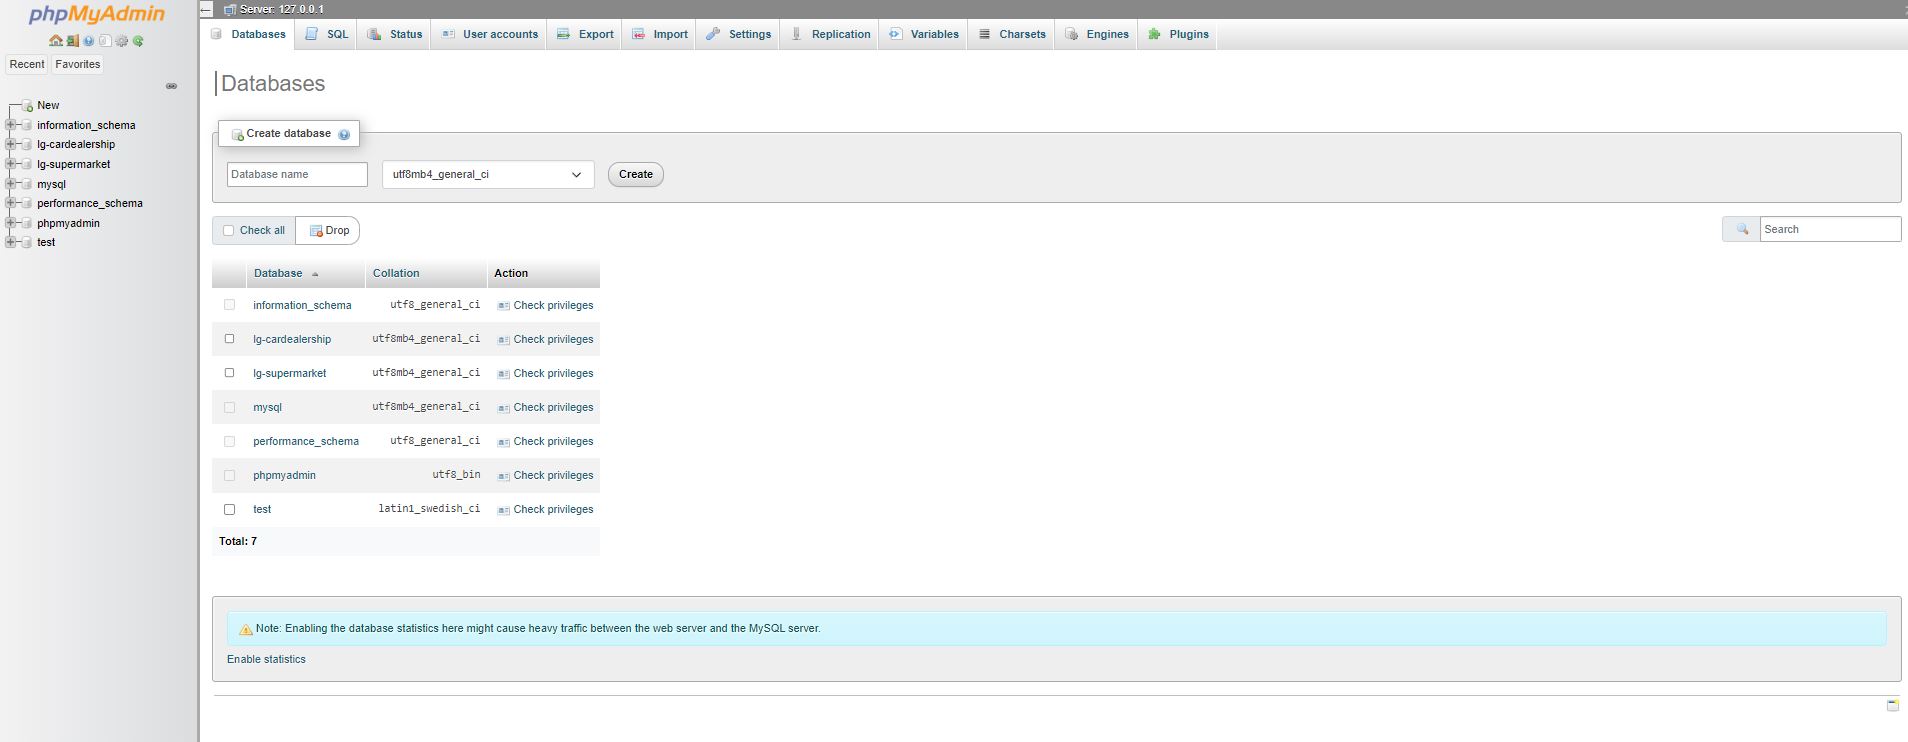 phpMyAdmin
Recent Favorites
New
information_schema
lg-cardealership
lg-supermarket
mysql
performance_schema
phpmyadmin
test
Server: 127.0.0.1
Databases SQL Status User accounts Export Import Settings Replication Variables Charsets Engines Plugins
Databases
Create database
Database name utf8mb4_general_ci Create
Check all Drop Search
Database Collation Action
information_schema utf8_general_ci Check privileges
lg-cardealership utf8mb4_general_ci Check privileges
lg-supermarket utf8mb4_general_ci Check privileges
mysql utf8mb4_general_ci Check privileges
performance_schema utf8_general_ci Check privileges
phpmyadmin utf8_bin Check privileges
test latin1_swedish_ci Check privileges
Total: 7
Note: Enabling the database statistics here might cause heavy traffic between the web server and the MySQL server.
Enable statistics